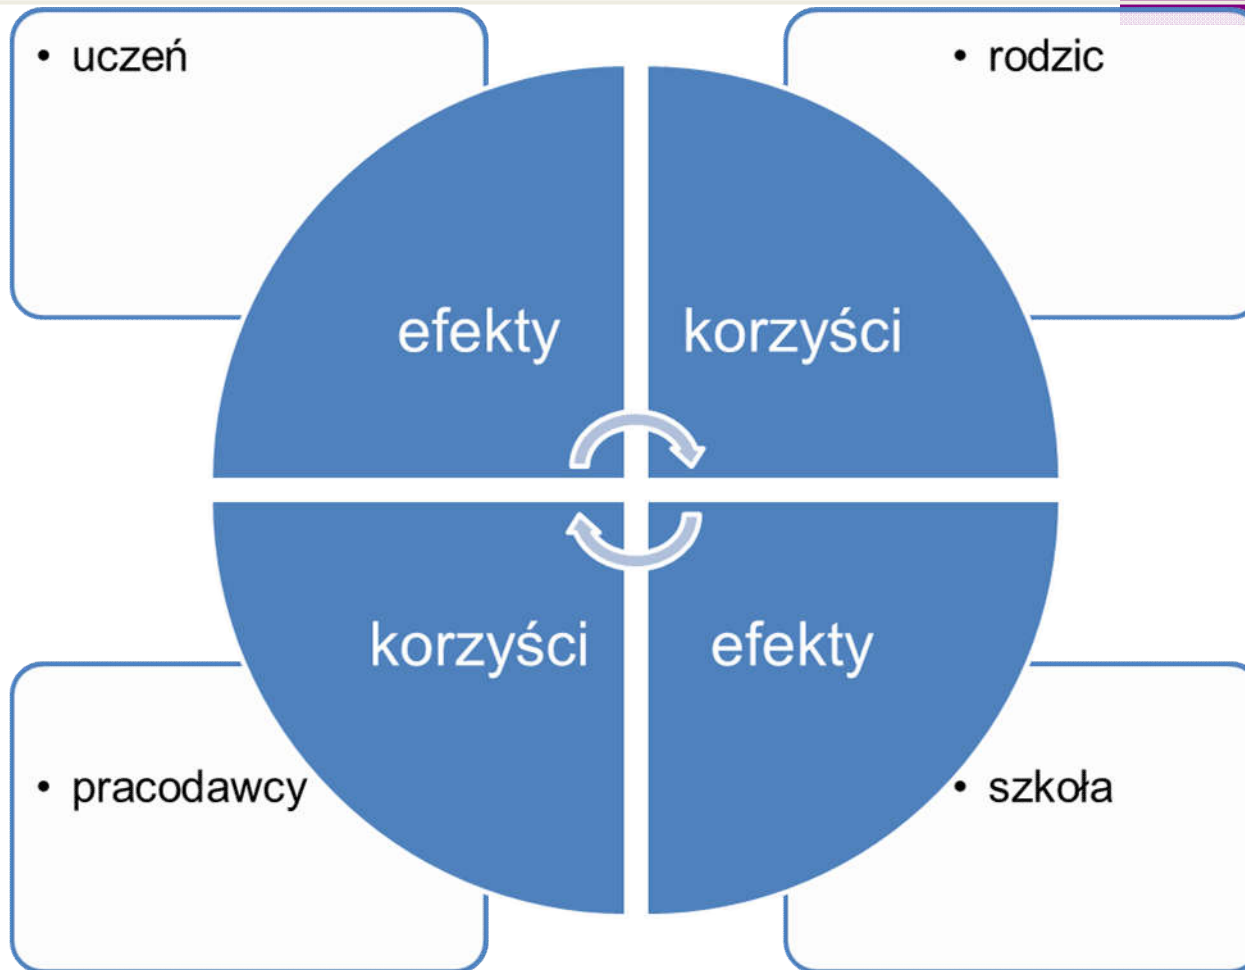 • uczeń
• rodzic
efekty
korzyści
korzyści
efekty
• pracodawcy
• szkoła